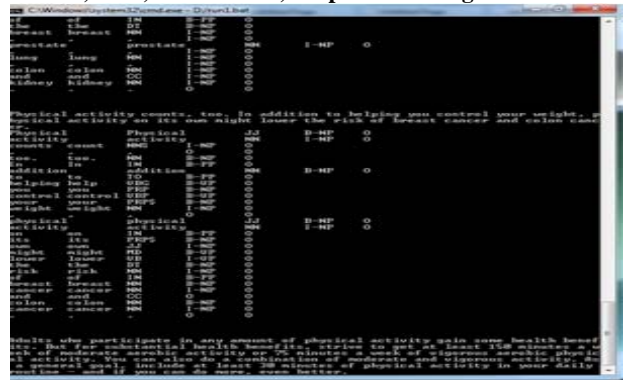 C:\Windows\system32\cmd.exe - D:/run1.bat
of of IN B-PP O
the the DT B-NP O
breast breast NN I-NP O
, , , I-NP O
prostate prostate NN I-NP O
, , , I-NP O
lung lung NN I-NP O
, , , I-NP O
colon colon NN I-NP O
and and CC I-NP O
kidney kidney NN I-NP O
. . . O O
Physical activity counts, too. In addition to helping you control your weight, p
hysical activity on its own might lower the risk of breast cancer and colon canc
er.
Physical Physical JJ B-NP O
activity activity NN I-NP O
counts count NNS I-NP O
, , , O O
too. too. NN B-NP O
In In IN B-PP O
addition addition NN B-NP O
to to TO B-PP O
helping help VBG B-VP O
you you PRP B-NP O
control control VBP B-VP O
your your PRP$ B-NP O
weight weight NN I-NP O
, , , O O
physical physical JJ B-NP O
activity activity NN I-NP O
on on IN B-PP O
its its PRP$ B-NP O
own own JJ I-NP O
might might MD B-VP O
lower lower VB I-VP O
the the DT B-NP O
risk risk NN I-NP O
of of IN B-PP O
breast breast NN B-NP O
cancer cancer NN I-NP O
and and CC O O
colon colon NN B-NP O
cancer cancer NN I-NP O
. . . O O
Adults who participate in any amount of physical activity gain some health benef
its. But for substantial health benefits, strive to get at least 150 minutes a w
eek of moderate aerobic activity or 75 minutes a week of vigorous aerobic physic
al activity. You can also do a combination of moderate and vigorous activity. As
a general goal, include at least 30 minutes of physical activity in your daily
routine and if you can do more, even better.